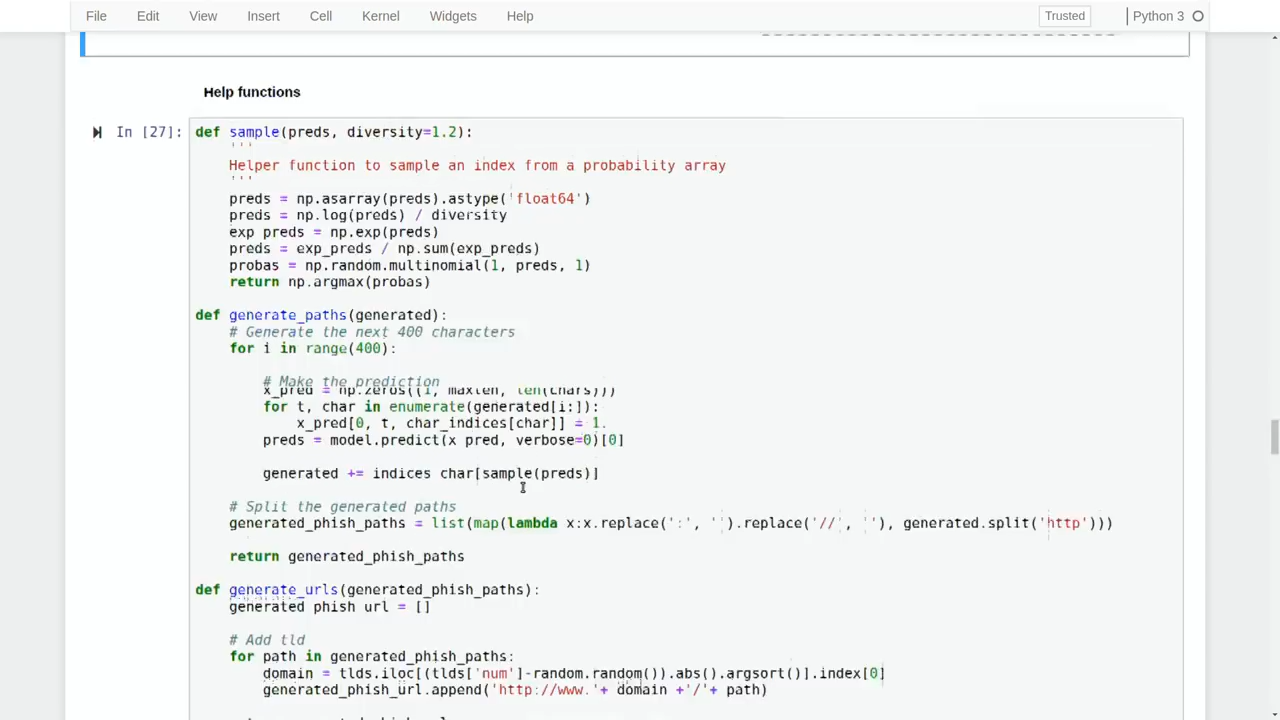 File Edit View Insert Cell Kernel Widgets Help Trusted Python 3
Help functions
In [27]: def sample(preds, diversity=1.2):
'''
Helper function to sample an index from a probability array
'''
preds = np.asarray(preds).astype('float64')
preds = np.log(preds) / diversity
exp_preds = np.exp(preds)
preds = exp_preds / np.sum(exp_preds)
probas = np.random.multinomial(1, preds, 1)
return np.argmax(probas)
def generate_paths(generated):
# Generate the next 400 characters
for i in range(400):
# Make the prediction
x_pred = np.zeros((1, maxlen, len(chars)))
for t, char in enumerate(generated[i:]):
x_pred[0, t, char_indices[char]] = 1.
preds = model.predict(x_pred, verbose=0)[0]
generated += indices_char[sample(preds)]
# Split the generated paths
generated_phish_paths = list(map(lambda x:x.replace(':', '').replace('//', ''), generated.split('http')))
return generated_phish_paths
def generate_urls(generated_phish_paths):
generated_phish_url = []
# Add tld
for path in generated_phish_paths:
domain = tlds.iloc[(tlds['num']-random.random()).abs().argsort()].index[0]
generated_phish_url.append('http://www.'+ domain +'/'+ path)